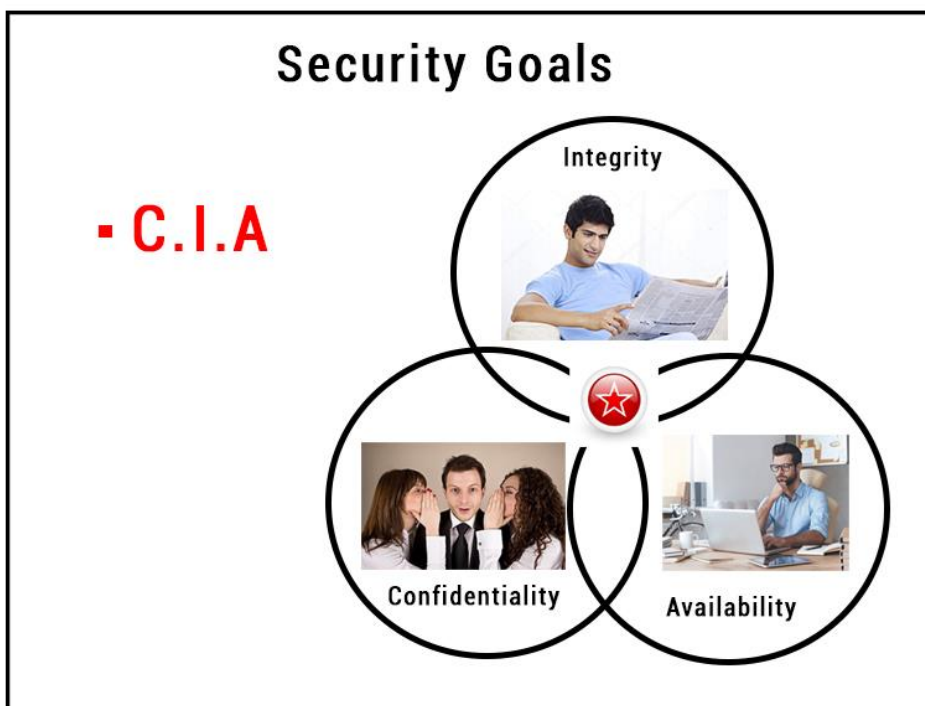 Security Goals
▪ C.I.A
Integrity
Confidentiality
Availability